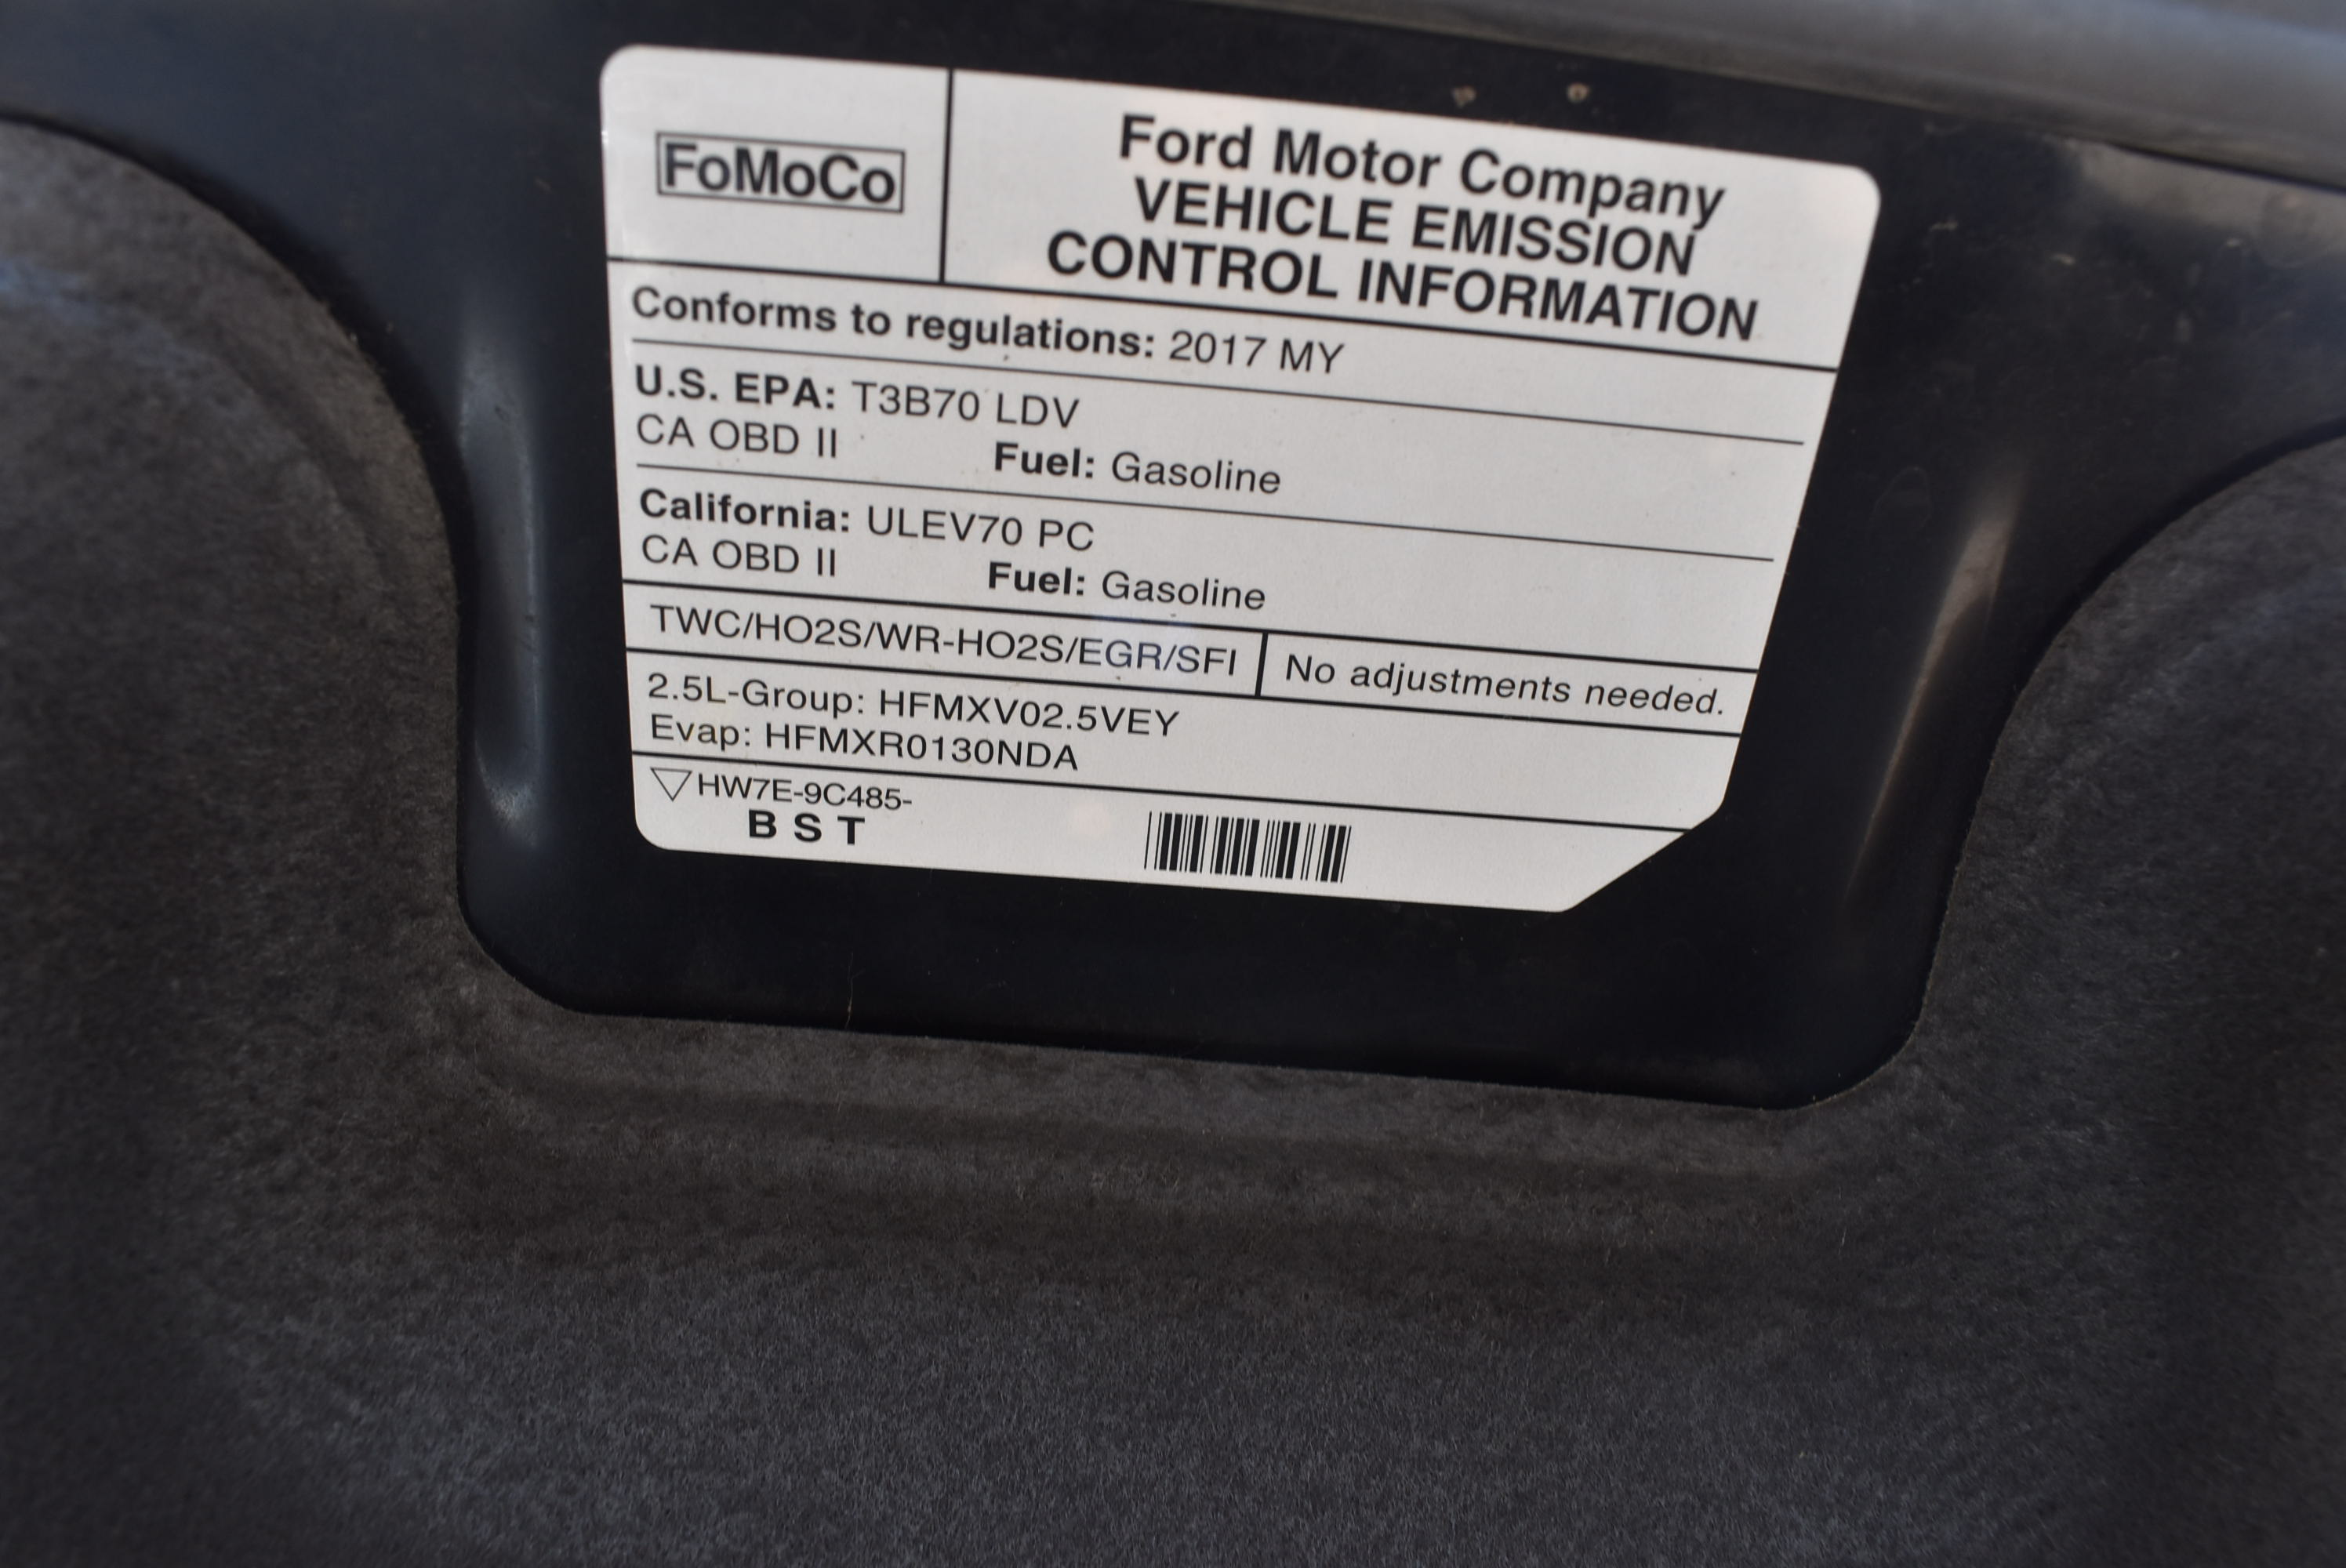 FoMoCo
Ford Motor Company
VEHICLE EMISSION
CONTROL INFORMATION
Conforms to regulations: 2017 MY
U.S. EPA: T3B70 LDV
CA OBD II Fuel: Gasoline
California: ULEV70 PC
CA OBD II Fuel: Gasoline
TWC/HO2S/WR-HO2S/EGR/SFI No adjustments needed.
2.5L-Group: HFMXV02.5VEY
Evap: HFMXR0130NDA
▽HW7E-9C485-
B S T